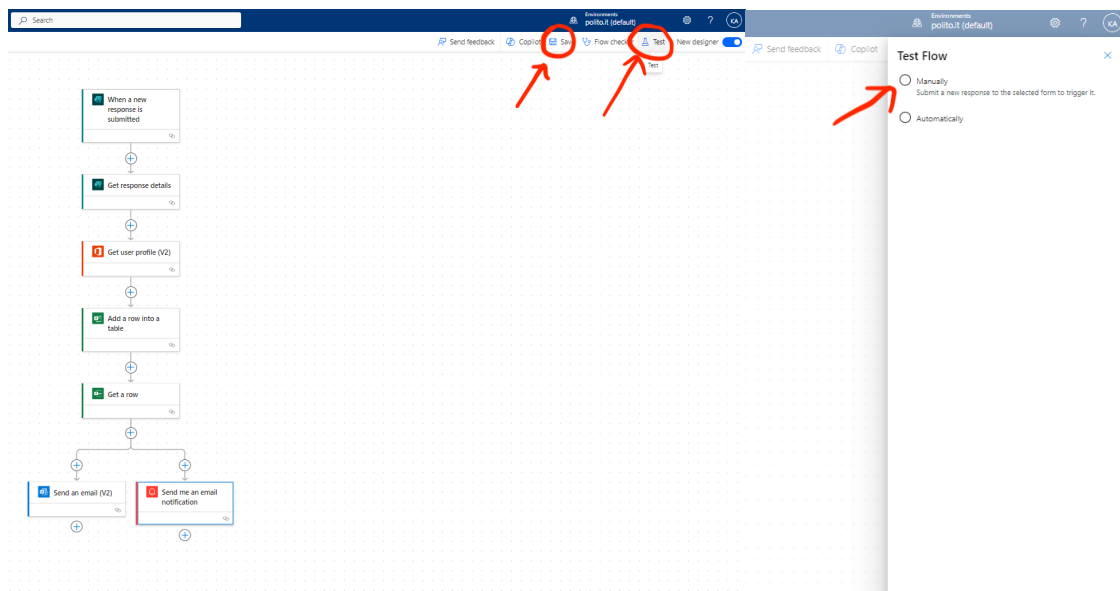 Search
Environments
polito.it (default)
?
KA
Send feedback
Copilot
Save
Flow checker
Test
New designer
Test
When a new
response is
submitted
Get response details
Get user profile (V2)
Add a row into a
table
Get a row
Send an email (V2)
Send me an email
notification
Environments
polito.it (default)
?
KA
Send feedback
Copilot
Test Flow
Manually
Submit a new response to the selected form to trigger it.
Automatically